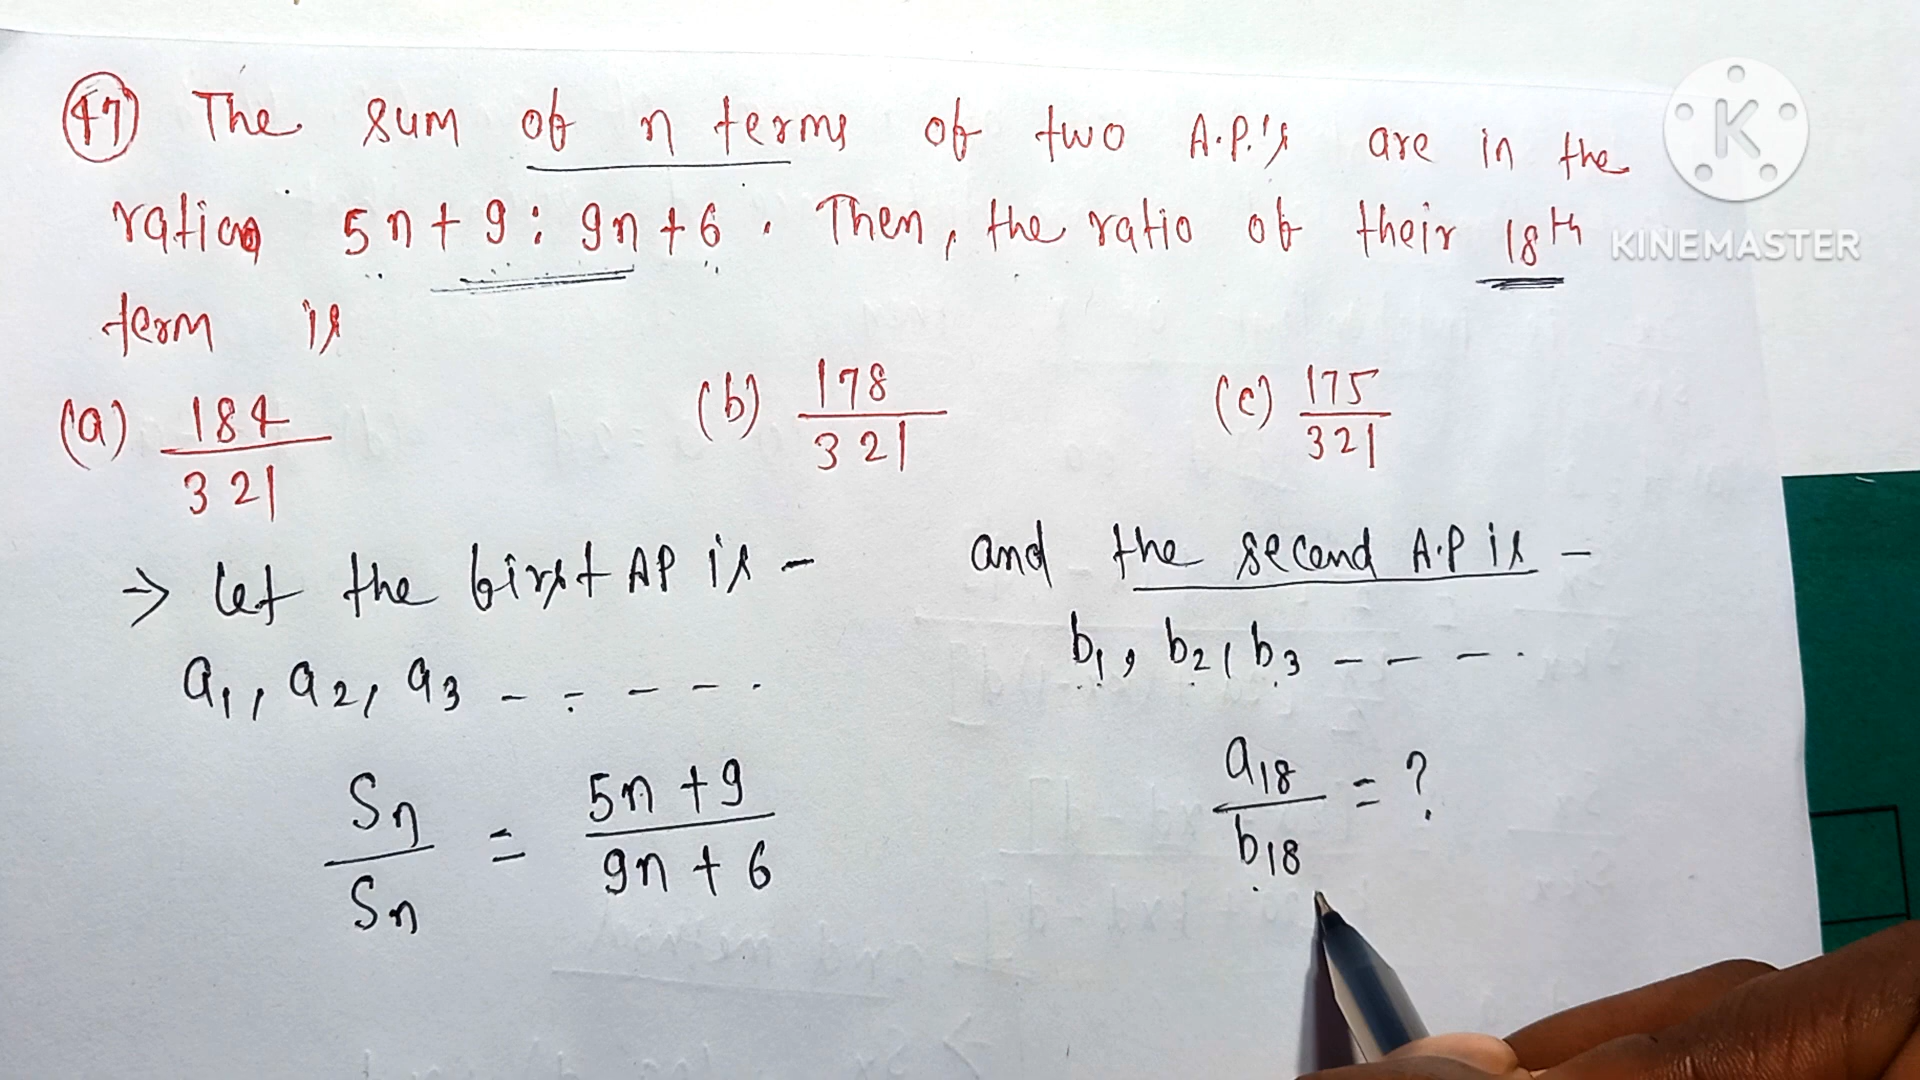 47 The sum of n terms of two A.P.'s are in the
ratio 5n + 9 : 9n + 6 . Then, the ratio of their 18th
term is
(a) 184/321 (b) 178/321 (c) 175/321
→ Let the first AP is - and the second A.P is -
a1, a2, a3 - - - - - . b1, b2, b3 - - - - .
Sn/Sn = 5n + 9/9n + 6 a18/b18 = ?
K
KINEMASTER